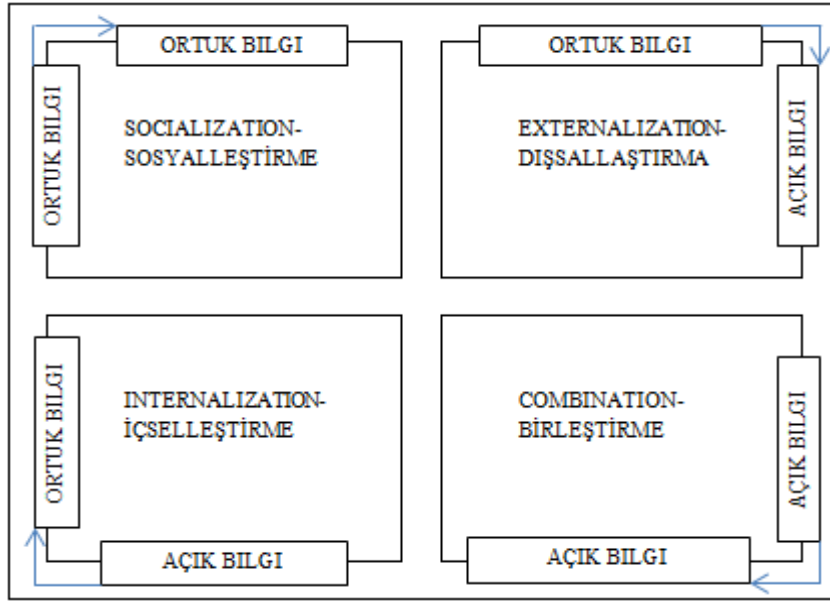 ORTUK BILGI
ORTUK BILGI
SOCIALIZATION-
SOSYALLEŞTİRME
ORTUK BILGI
AÇIK BILGI
EXTERNALIZATION-
DIŞSALLAŞTIRMA
ORTUK BILGI
INTERNALIZATION-
İÇSELLEŞTİRME
AÇIK BILGI
COMBINATION-
BİRLEŞTİRME
AÇIK BILGI
AÇIK BILGI